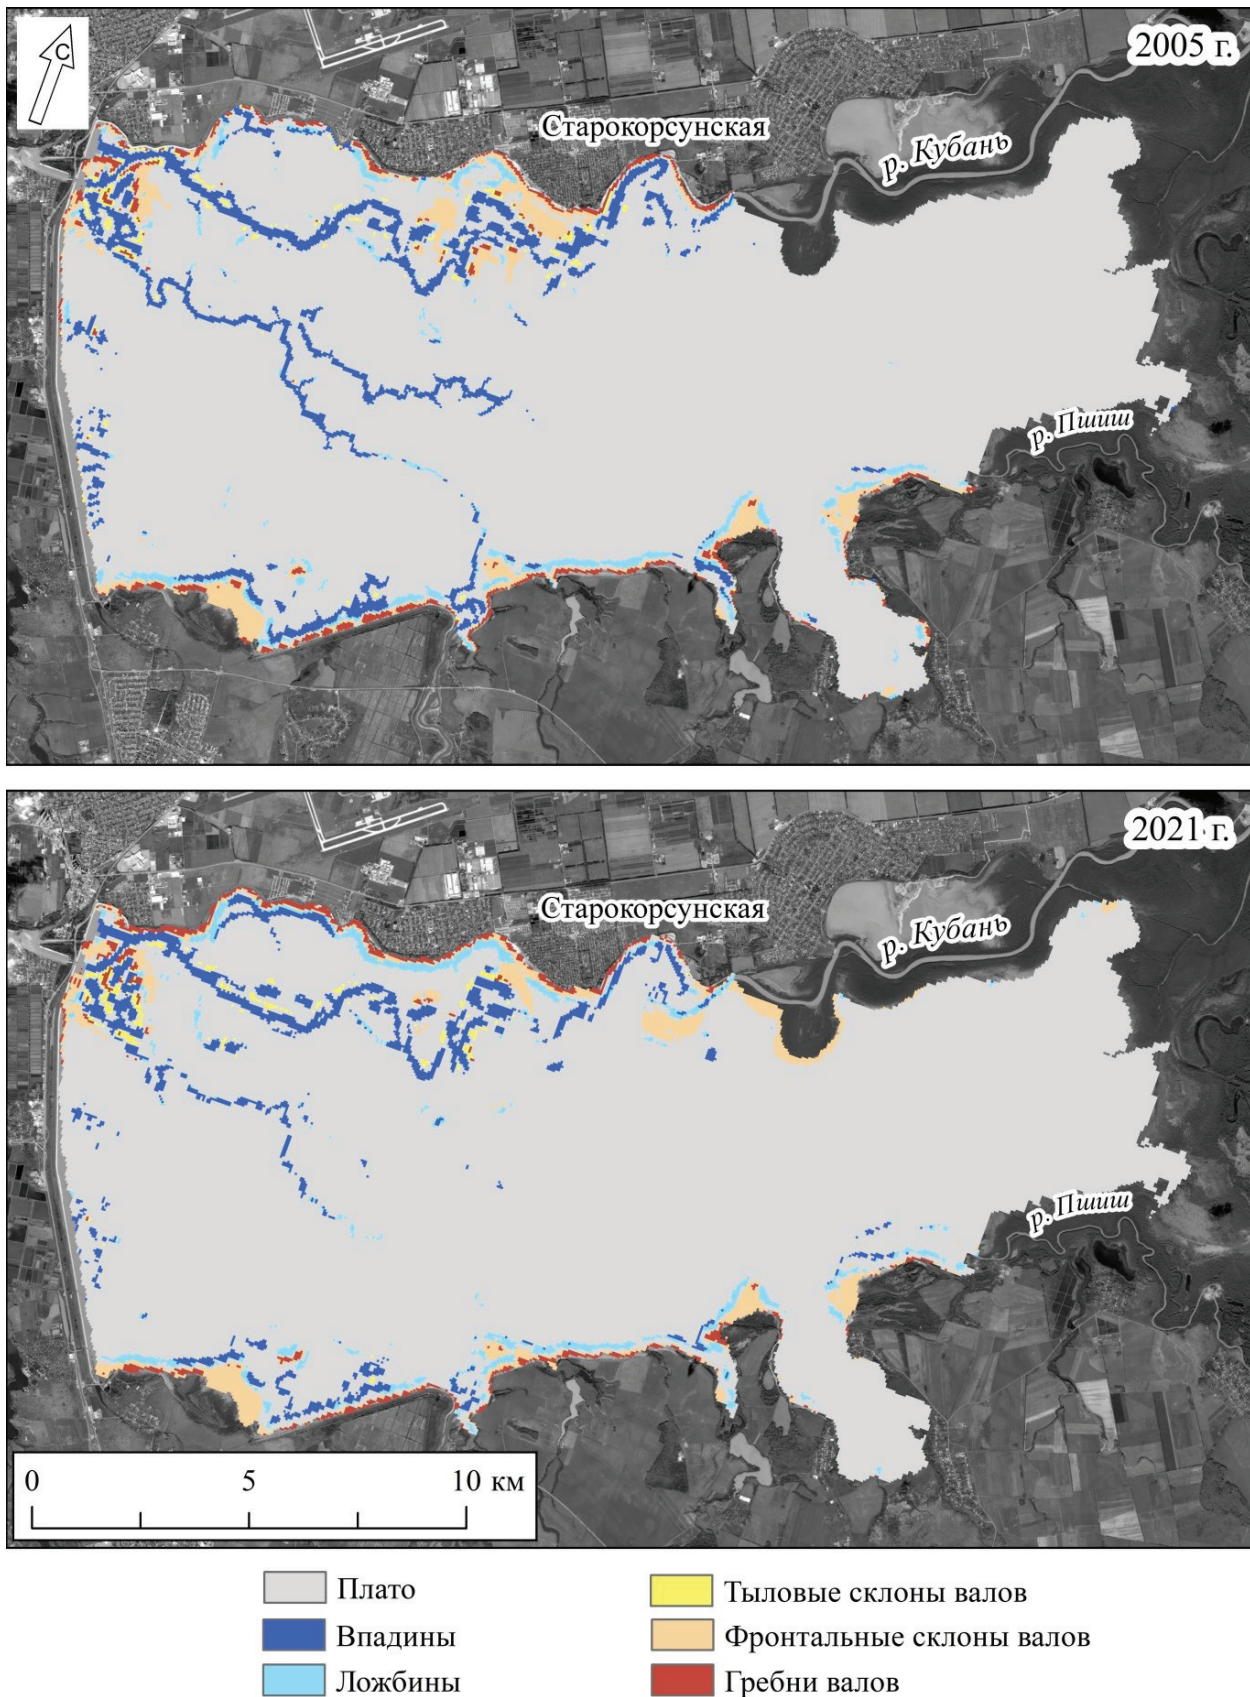 С
2005 г.
Старокорсунская
р. Кубань
р. Пшиш
2021 г.
Старокорсунская
р. Кубань
р. Пшиш
0 5 10 км
Плато
Впадины
Ложбины
Тыловые склоны валов
Фронтальные склоны валов
Гребни валов